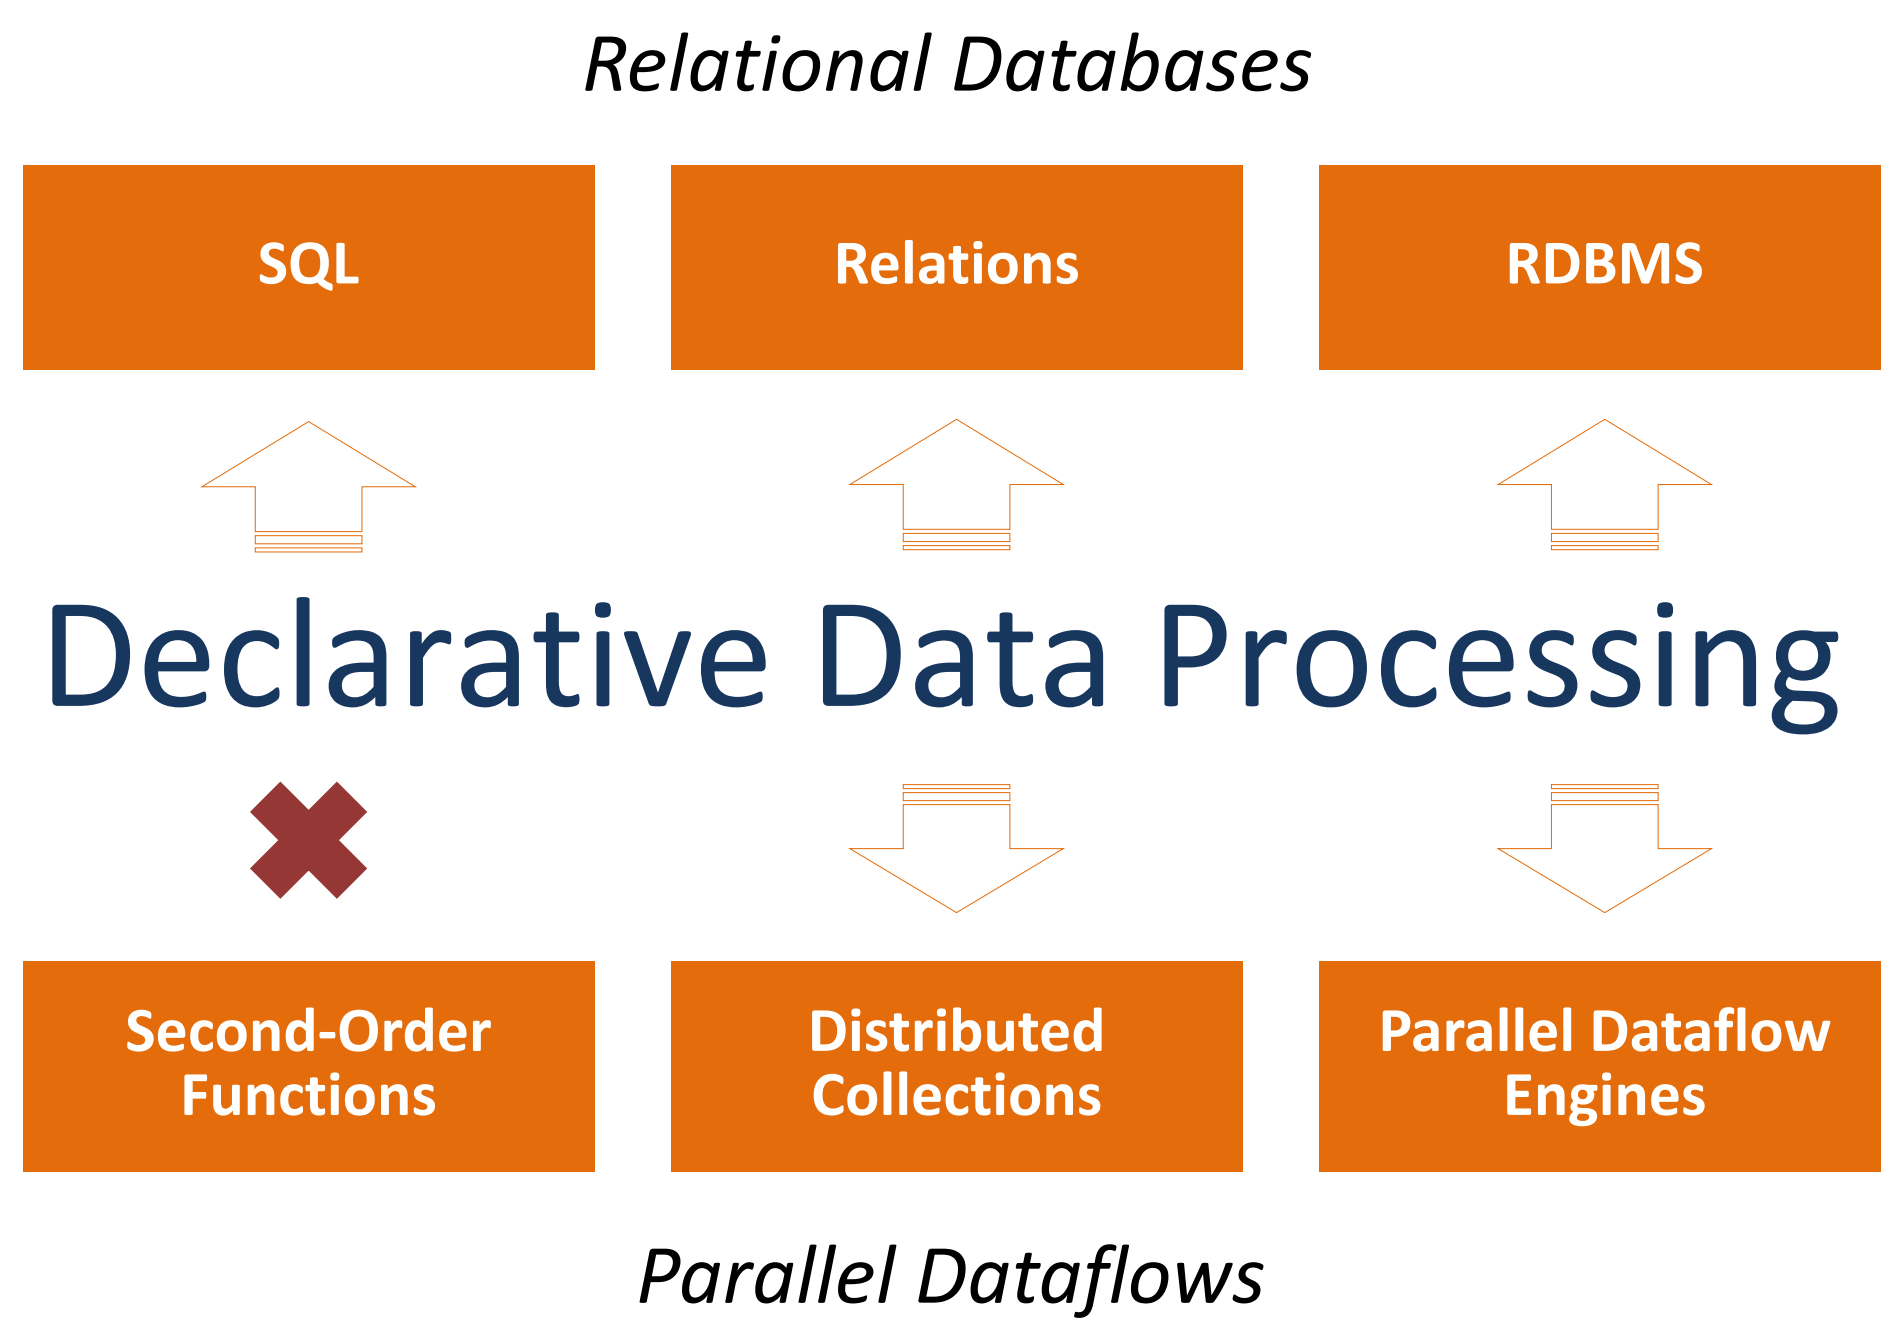 Relational Databases
SQL
Relations
RDBMS
Declarative Data Processing
Second-Order
Functions
Distributed
Collections
Parallel Dataflow
Engines
Parallel Dataflows